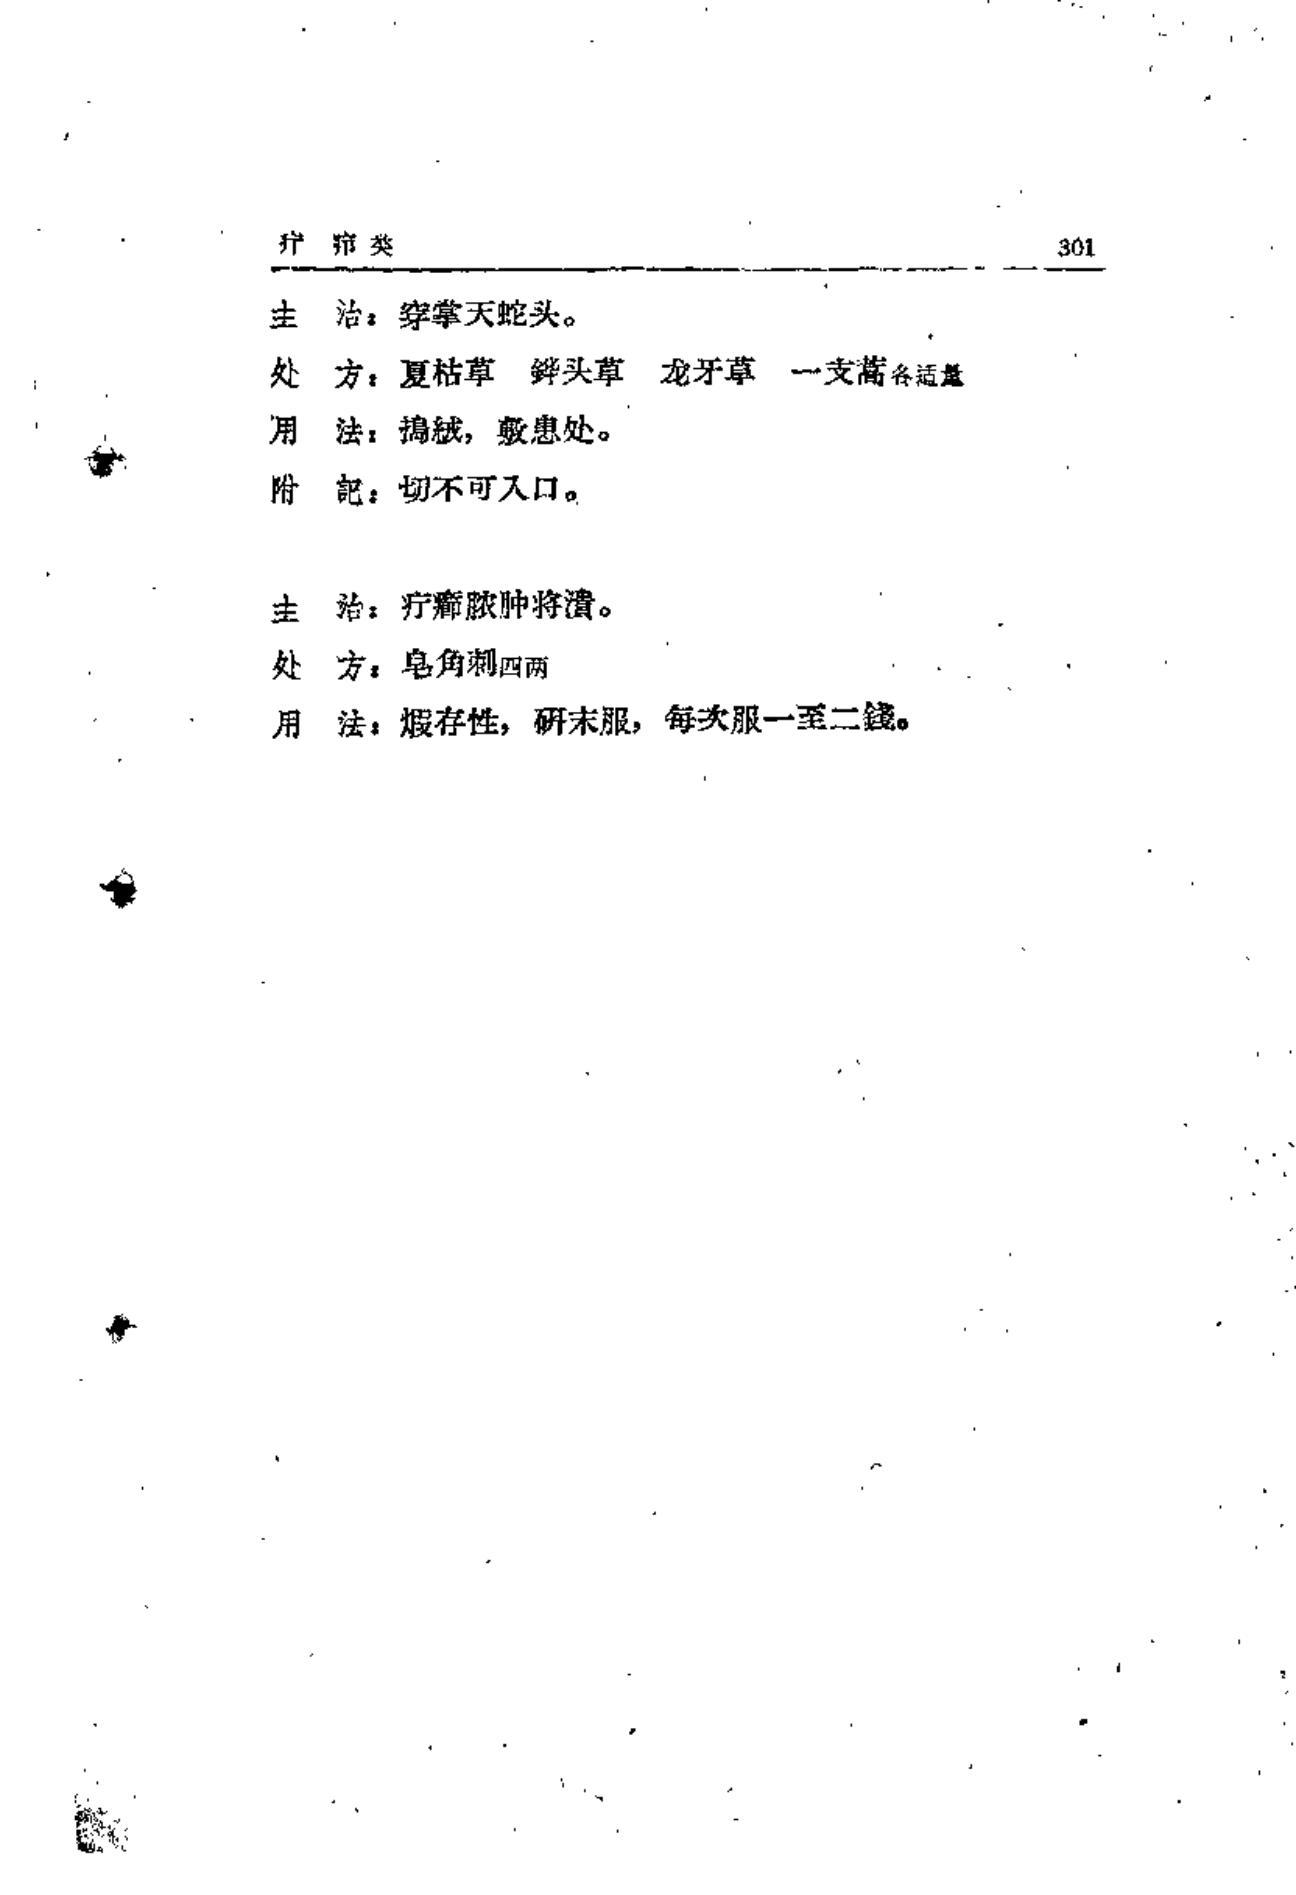 疔 疖 类 301
主 治：穿掌天蛇头。
处 方：夏枯草 铧头草 龙牙草 一支蒿各适量
用 法：搗絨，敷患处。
附 記：切不可入口。
主 治：疔癤脓肿将潰。
处 方：皂角刺四两
用 法：煅存性，研末服，每次服一至二錢。